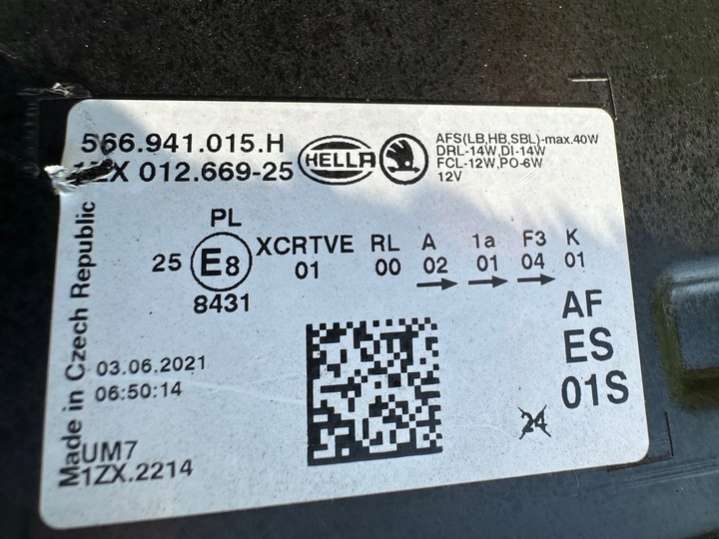 566.941.015.H
1EX 012.669-25
HELLA
AFS(LB,HB,SBL)-max.40W
DRL-14W,DI-14W
FCL-12W,PO-6W
12V
PL
25 E8 XCRTVE RL A 1a F3 K
01 00 02 01 04 01
8431
AF
ES
01S
03.06.2021
06:50:14
24
Made in Czech Republic
UM7
1ZX.2214